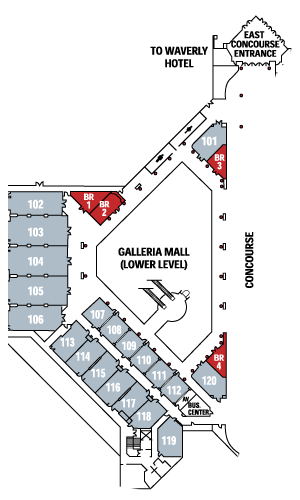 EAST
CONCOURSE
ENTRANCE
TO WAVERLY
HOTEL
101
BR
3
BR
1
BR
2
102
103
104
105
106
GALLERIA MALL
(LOWER LEVEL)
CONCOURSE
107
108
109
110
111
112
113
114
115
116
117
118
119
BR
4
120
AV
BUS.
CENTER